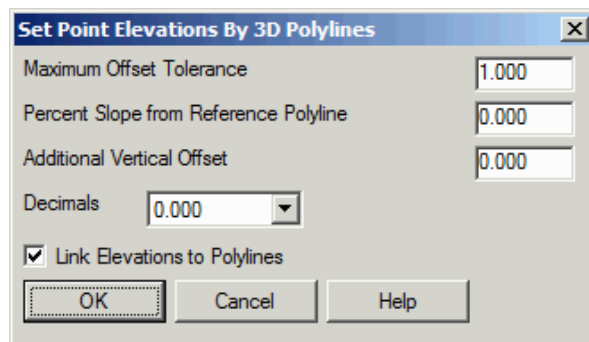 Set Point Elevations By 3D Polylines
Maximum Offset Tolerance 1.000
Percent Slope from Reference Polyline 0.000
Additional Vertical Offset 0.000
Decimals 0.000
Link Elevations to Polylines
OK Cancel Help